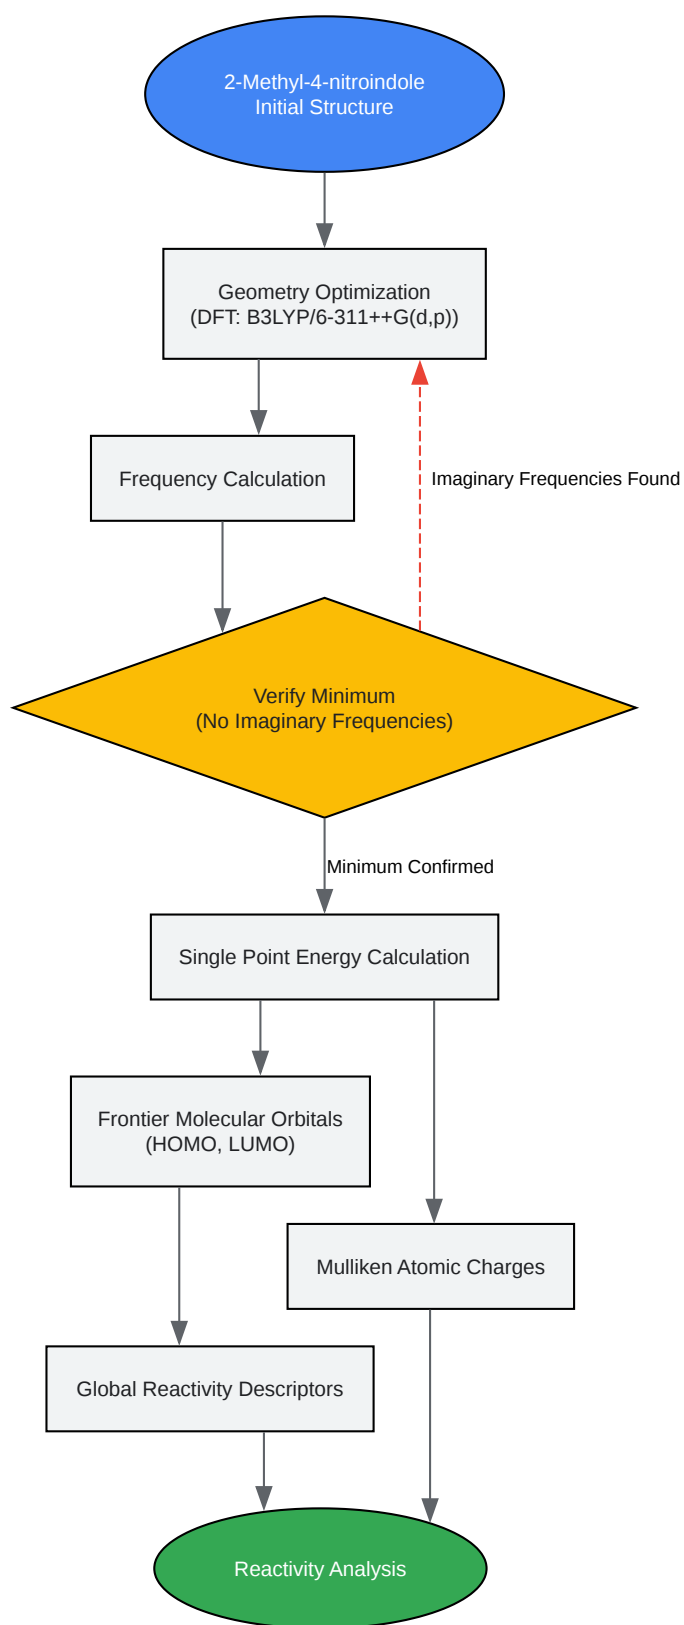 2-Methyl-4-nitroindole
Initial Structure
Geometry Optimization
(DFT: B3LYP/6-311++G(d,p))
Frequency Calculation
Imaginary Frequencies Found
Verify Minimum
(No Imaginary Frequencies)
Minimum Confirmed
Single Point Energy Calculation
Frontier Molecular Orbitals
(HOMO, LUMO)
Mulliken Atomic Charges
Global Reactivity Descriptors
Reactivity Analysis